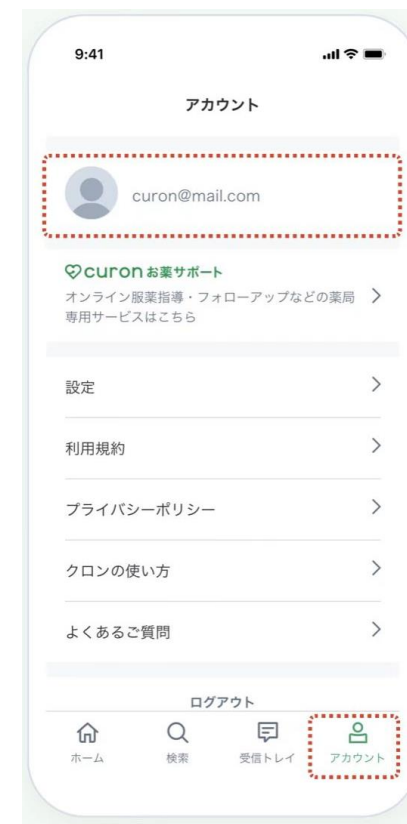 9:41
アカウント
curon@mail.com
curon お薬サポート
オンライン服薬指導・フォローアップなどの薬局
専用サービスはこちら
設定
利用規約
プライバシーポリシー
クロンの使い方
よくあるご質問
ログアウト
ホーム 検索 受信トレイ アカウント